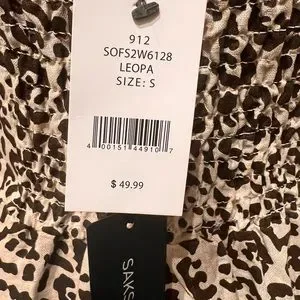 912
SOFS2W6128
LEOPA
SIZE: S
4 00151 44910 7
$ 49.99
SAKS